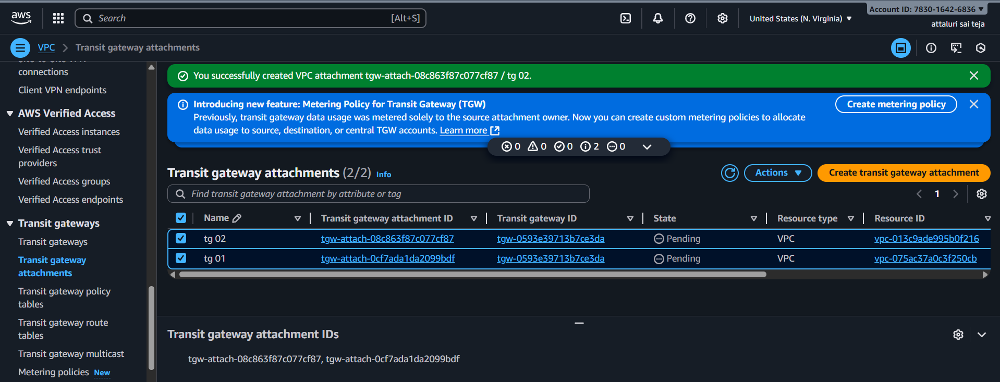 aws
Search
[Alt+S]
United States (N. Virginia) ▼
Account ID: 7830-1642-6836 ▼
attaluri sai teja
VPC > Transit gateway attachments
connections
Client VPN endpoints
AWS Verified Access
Verified Access instances
Verified Access trust
providers
Verified Access groups
Verified Access endpoints
Transit gateways
Transit gateways
Transit gateway
attachments
Transit gateway policy
tables
Transit gateway route
tables
Transit gateway multicast
Metering policies New
You successfully created VPC attachment tgw-attach-08c863f87c077cf87 / tg 02.
Introducing new feature: Metering Policy for Transit Gateway (TGW)
Previously, transit gateway data usage was metered solely to the source attachment owner. Now you can create custom metering policies to allocate
data usage to source, destination, or central TGW accounts. Learn more
Create metering policy
0 0 0 2 0
Transit gateway attachments (2/2) Info
Actions ▼
Create transit gateway attachment
Find transit gateway attachment by attribute or tag
1
Name Transit gateway attachment ID Transit gateway ID State Resource type Resource ID
tg 02 tgw-attach-08c863f87c077cf87 tgw-0593e39713b7ce3da Pending VPC vpc-013c9ade995b0f216
tg 01 tgw-attach-0cf7ada1da2099bdf tgw-0593e39713b7ce3da Pending VPC vpc-075ac37a0c3f250cb
Transit gateway attachment IDs
tgw-attach-08c863f87c077cf87, tgw-attach-0cf7ada1da2099bdf